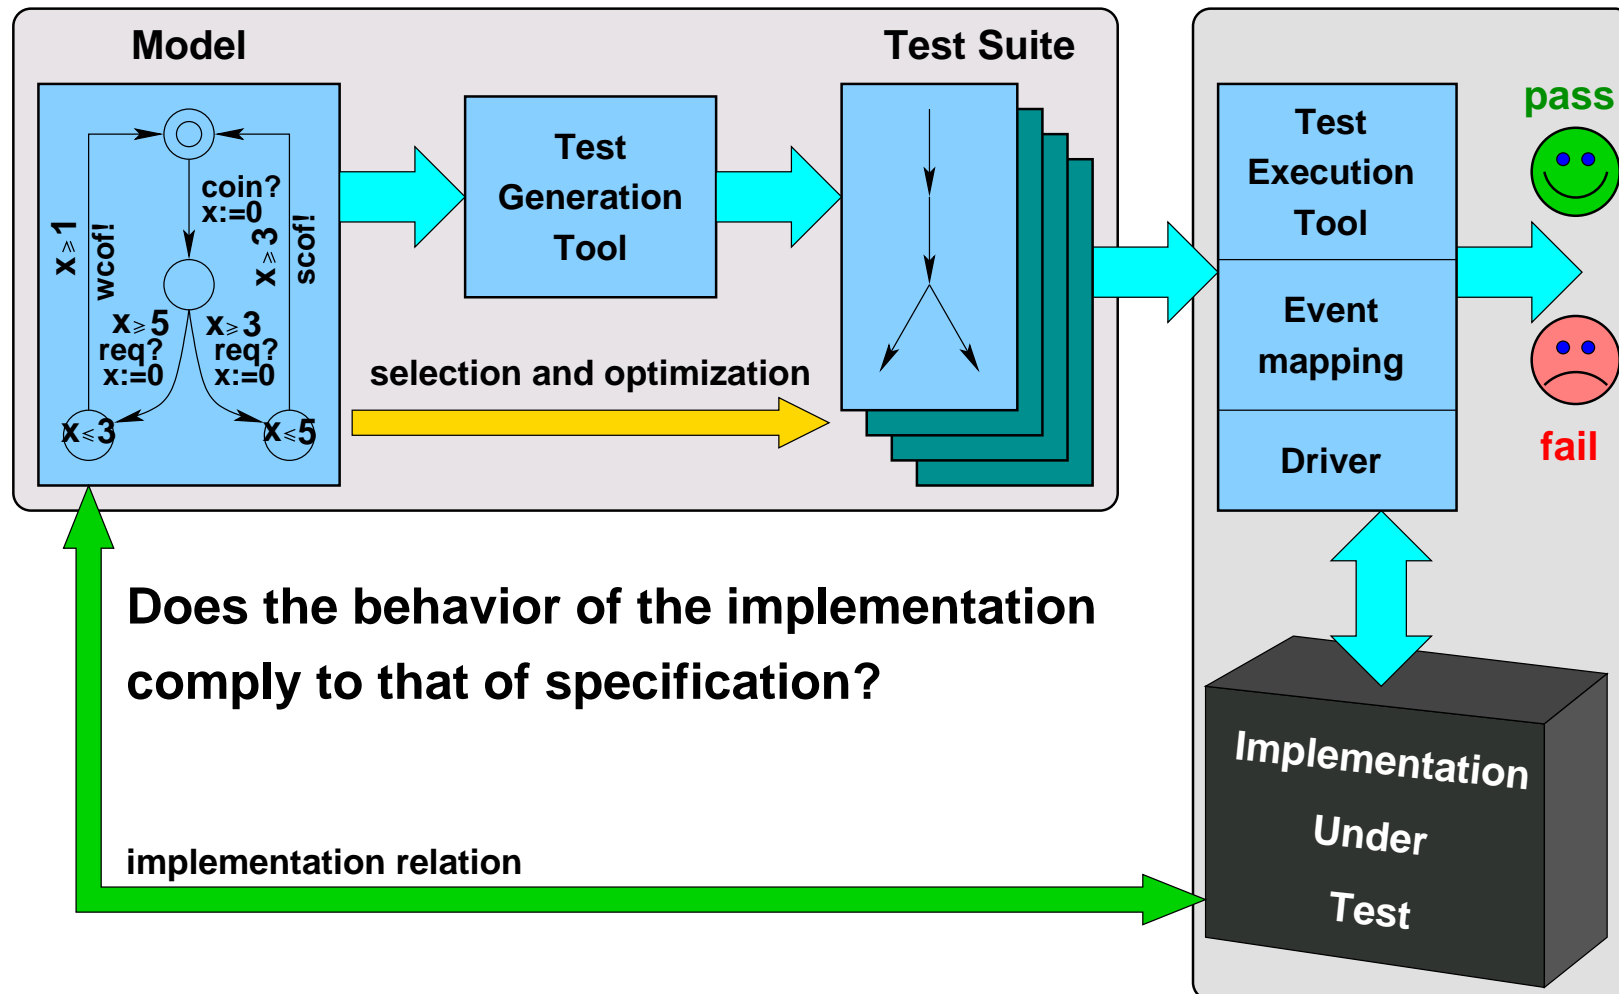 Model
Test Suite
coin?
x:=0
x⩾1
wcof!
x⩾3
scof!
x⩾5
req?
x:=0
x⩾3
req?
x:=0
x⩽3
x⩽5
Test
Generation
Tool
selection and optimization
Test
Execution
Tool
Event
mapping
Driver
pass
fail
Does the behavior of the implementation
comply to that of specification?
implementation relation
Implementation
Under
Test